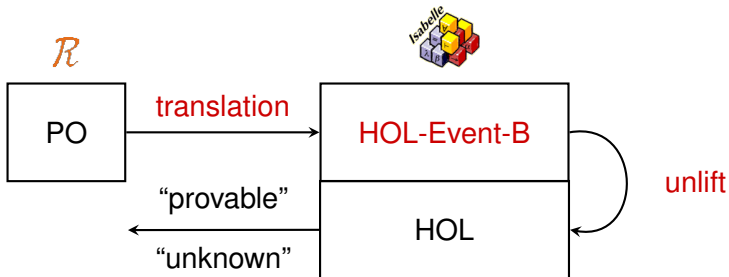 Isabelle
R
translation
PO
HOL-Event-B
unlift
“provable”
HOL
“unknown”